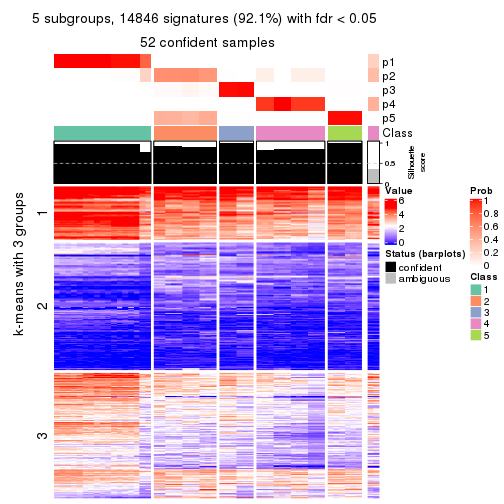 5 subgroups, 14846 signatures (92.1%) with fdr < 0.05
52 confident samples
p1
p2
p3
p4
p5
Class
1
0.5
0
Silhouette
score
k-means with 3 groups
1
2
3
Value
6
4
2
0
Status (barplots)
confident
ambiguous
Prob
1
0.8
0.6
0.4
0.2
0
Class
1
2
3
4
5